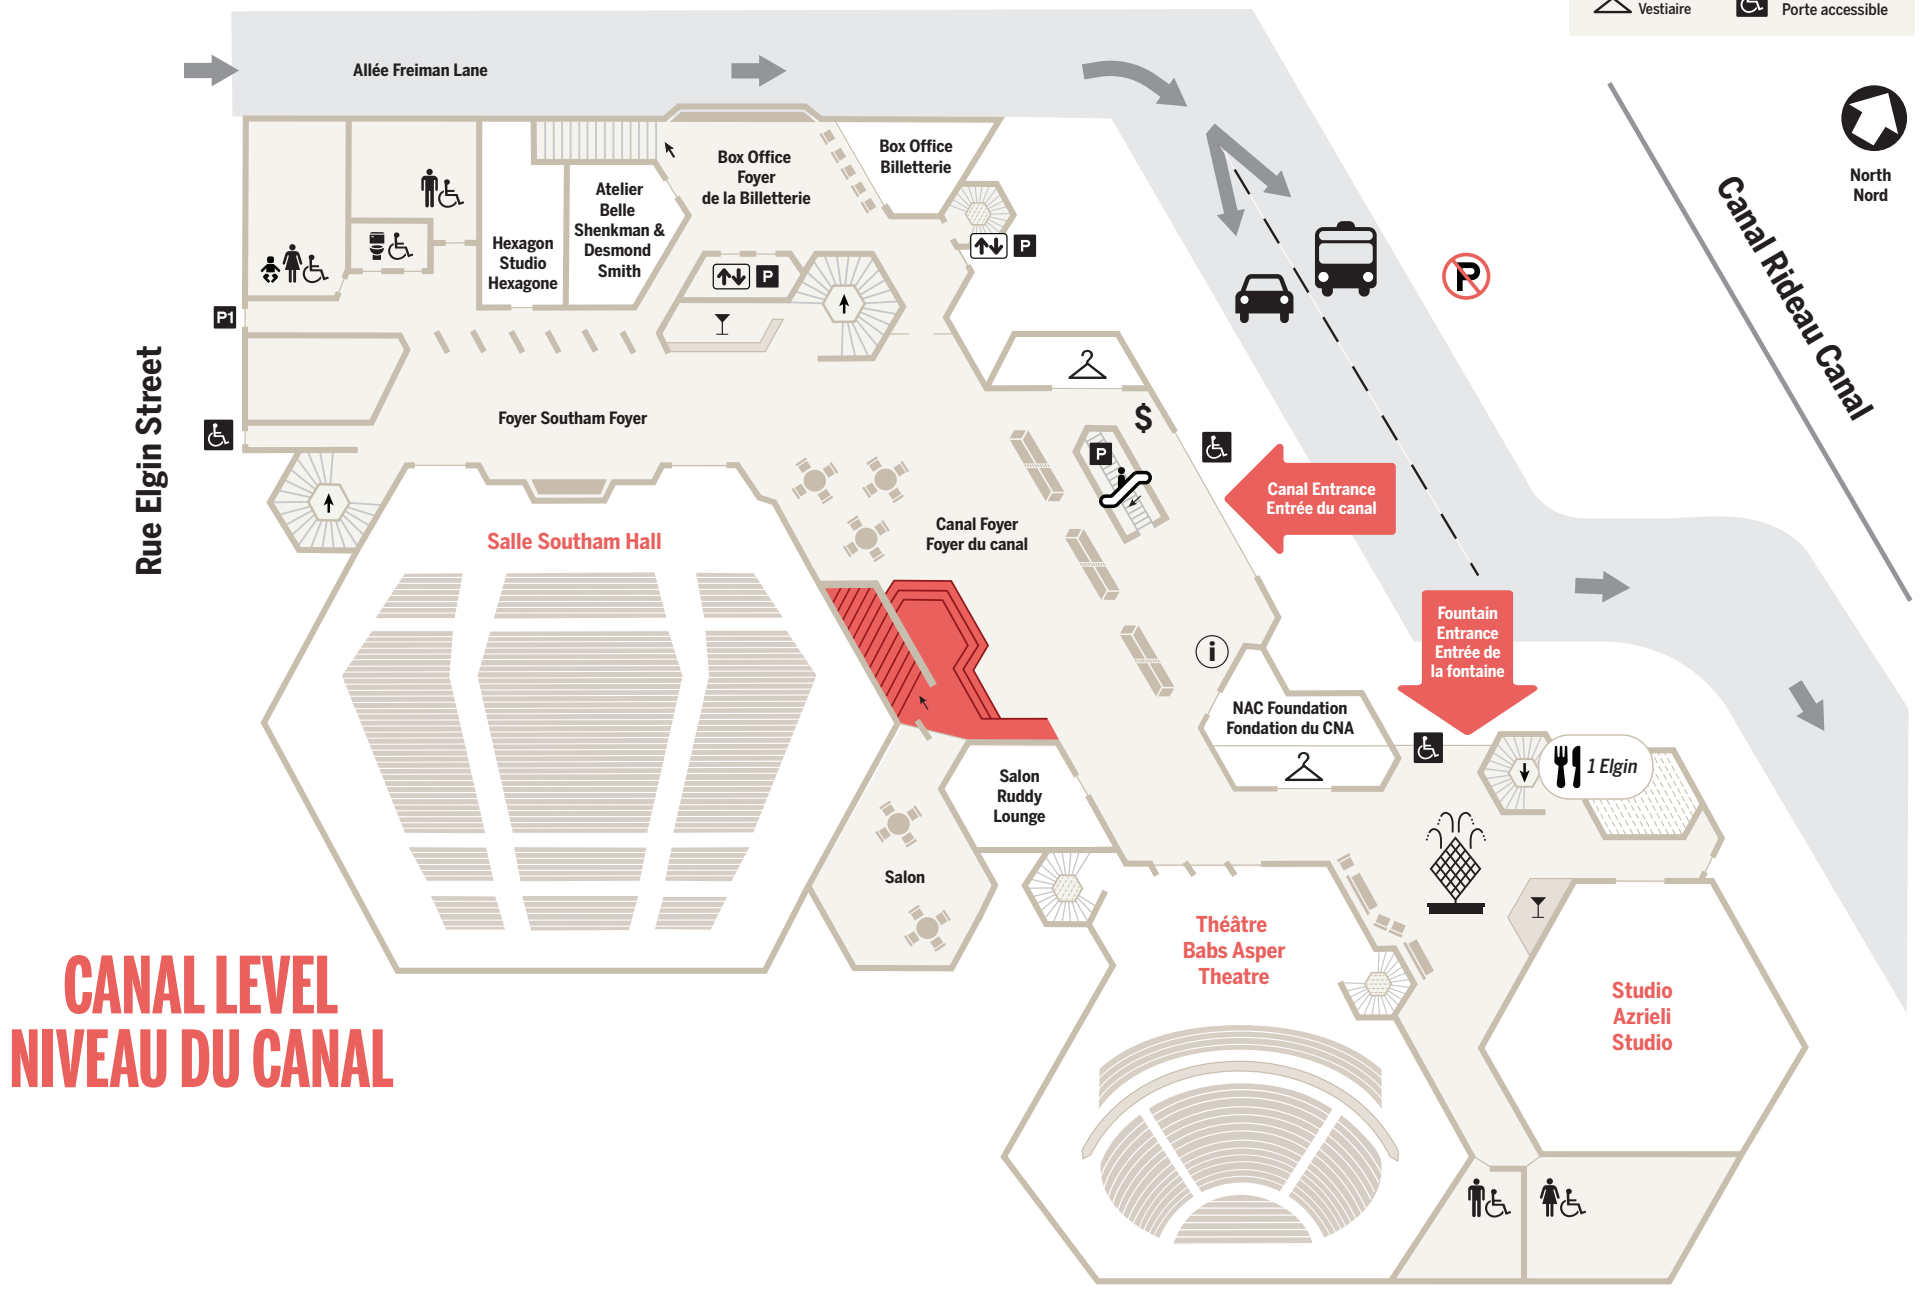 Vestiaire
Porte accessible
Allée Freiman Lane
North
Nord
Canal Rideau Canal
Box Office
Foyer
de la Billetterie
Box Office
Billetterie
Atelier
Belle
Shenkman &
Desmond
Smith
Hexagon
Studio
Hexagone
P
P
P1
P
Rue Elgin Street
Foyer Southam Foyer
$
P
Canal Entrance
Entrée du canal
Canal Foyer
Foyer du canal
Salle Southam Hall
Fountain
Entrance
Entrée de
la fontaine
i
NAC Foundation
Fondation du CNA
1 Elgin
Salon
Ruddy
Lounge
Salon
Théâtre
Babs Asper
Theatre
Studio
Azrieli
Studio
CANAL LEVEL
NIVEAU DU CANAL